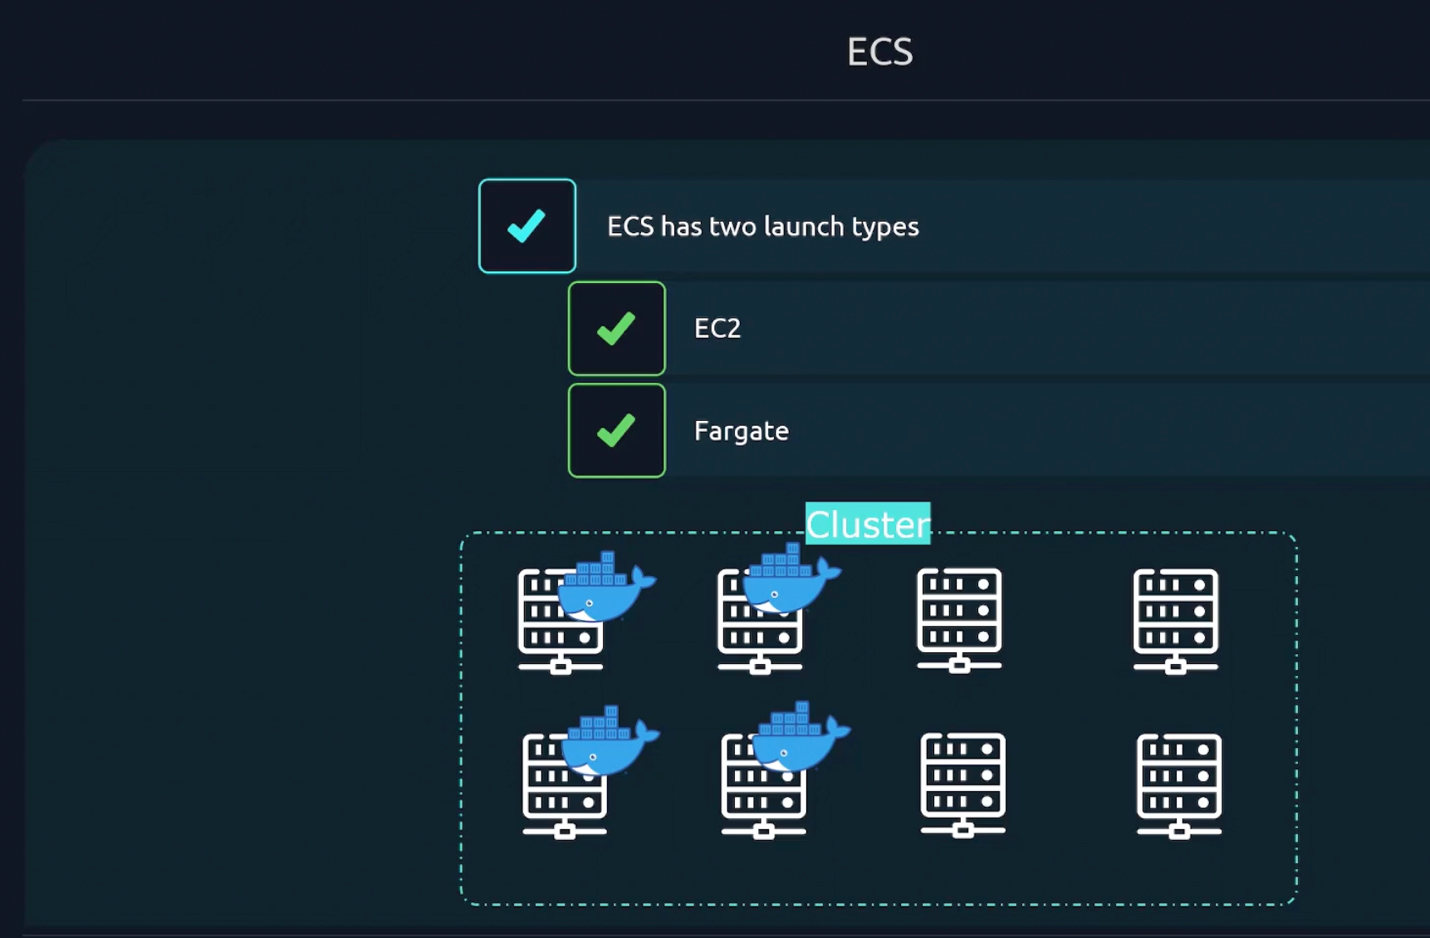 ECS
ECS has two launch types
EC2
Fargate
Cluster